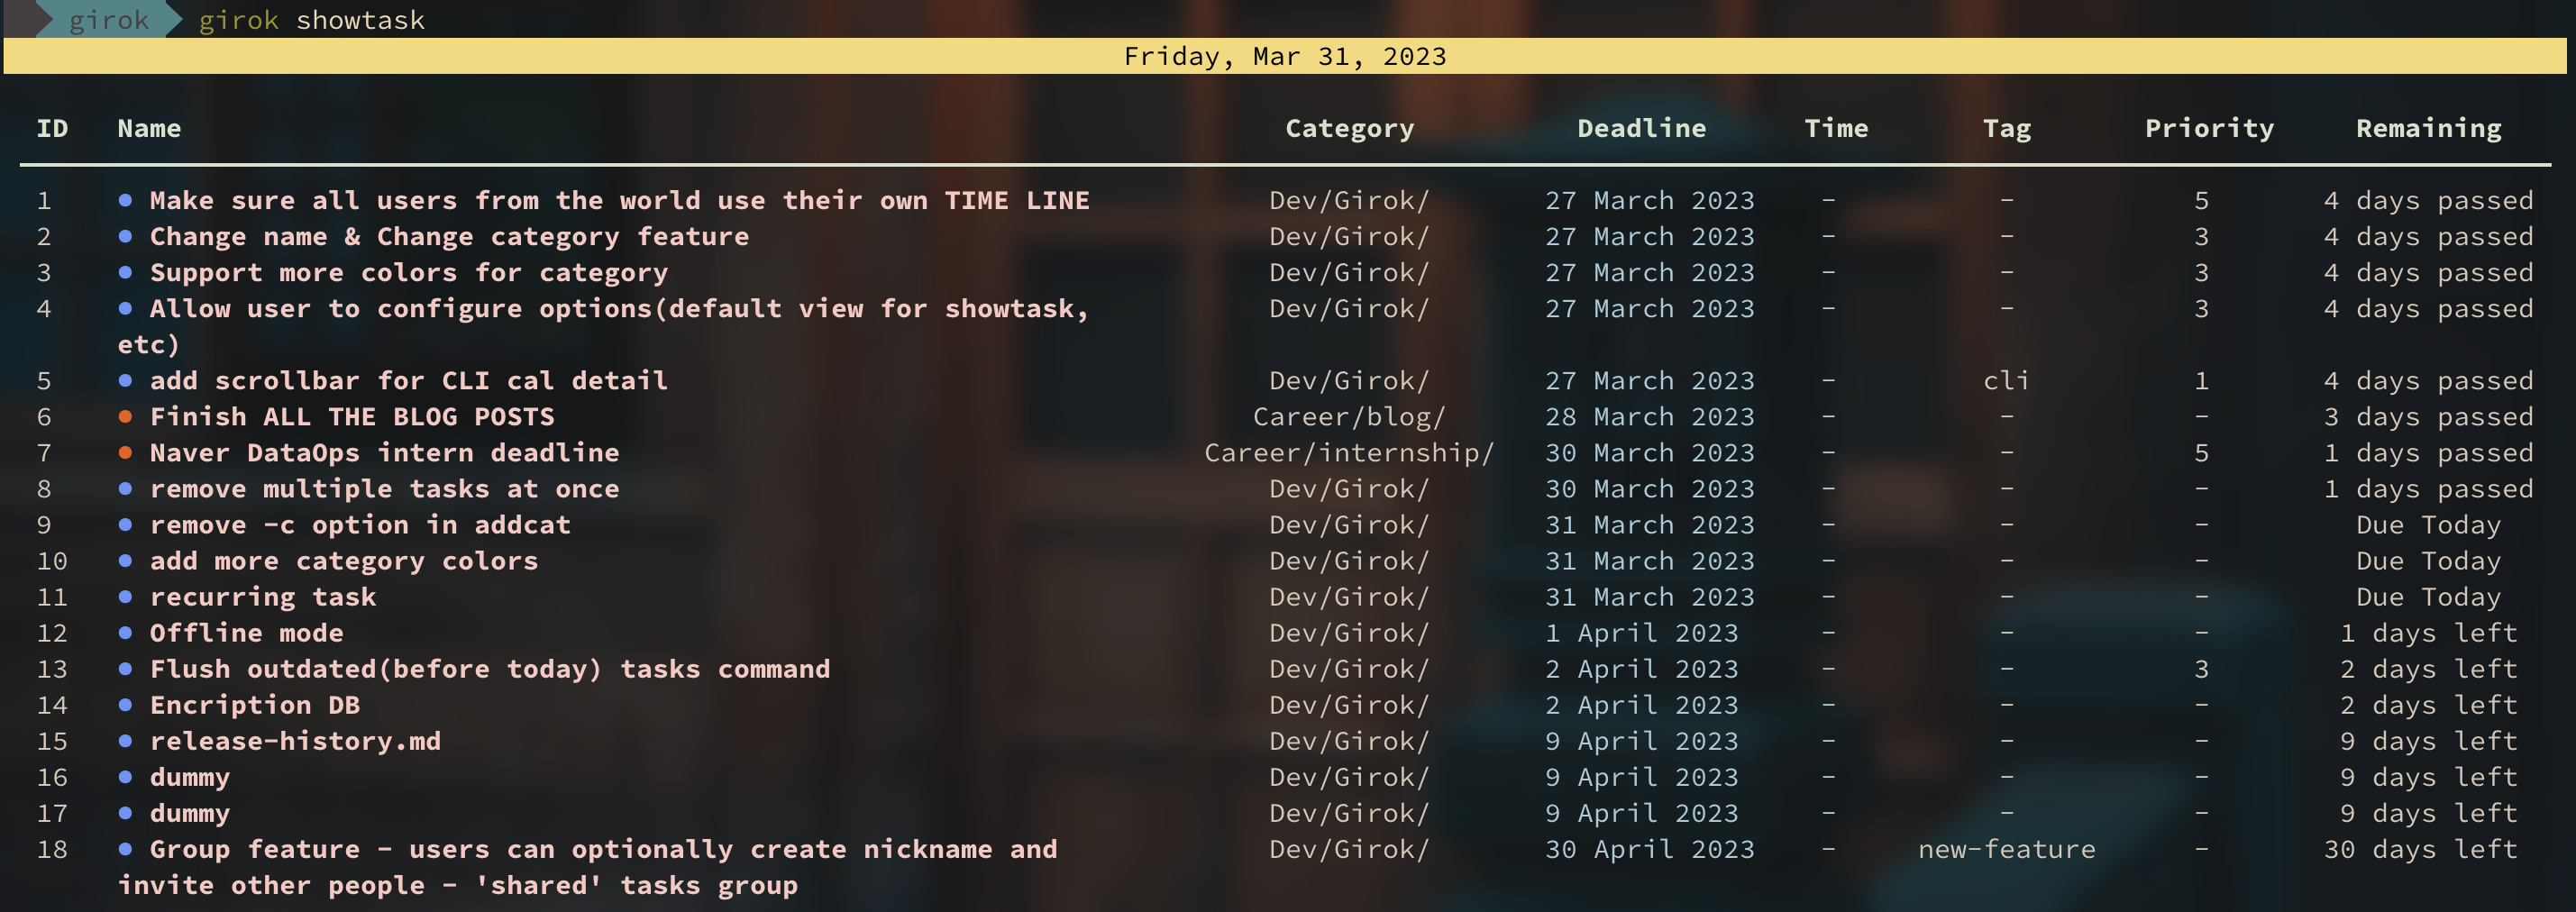 girok girok showtask
Friday, Mar 31, 2023
ID Name Category Deadline Time Tag Priority Remaining
1 ● Make sure all users from the world use their own TIME LINE Dev/Girok/ 27 March 2023 - - 5 4 days passed
2 ● Change name & Change category feature Dev/Girok/ 27 March 2023 - - 3 4 days passed
3 ● Support more colors for category Dev/Girok/ 27 March 2023 - - 3 4 days passed
4 ● Allow user to configure options(default view for showtask, Dev/Girok/ 27 March 2023 - - 3 4 days passed
etc)
5 ● add scrollbar for CLI cal detail Dev/Girok/ 27 March 2023 - cli 1 4 days passed
6 ● Finish ALL THE BLOG POSTS Career/blog/ 28 March 2023 - - - 3 days passed
7 ● Naver DataOps intern deadline Career/internship/ 30 March 2023 - - 5 1 days passed
8 ● remove multiple tasks at once Dev/Girok/ 30 March 2023 - - - 1 days passed
9 ● remove -c option in addcat Dev/Girok/ 31 March 2023 - - - Due Today
10 ● add more category colors Dev/Girok/ 31 March 2023 - - - Due Today
11 ● recurring task Dev/Girok/ 31 March 2023 - - - Due Today
12 ● Offline mode Dev/Girok/ 1 April 2023 - - - 1 days left
13 ● Flush outdated(before today) tasks command Dev/Girok/ 2 April 2023 - - 3 2 days left
14 ● Encription DB Dev/Girok/ 2 April 2023 - - - 2 days left
15 ● release-history.md Dev/Girok/ 9 April 2023 - - - 9 days left
16 ● dummy Dev/Girok/ 9 April 2023 - - - 9 days left
17 ● dummy Dev/Girok/ 9 April 2023 - - - 9 days left
18 ● Group feature - users can optionally create nickname and Dev/Girok/ 30 April 2023 - new-feature - 30 days left
invite other people - 'shared' tasks group